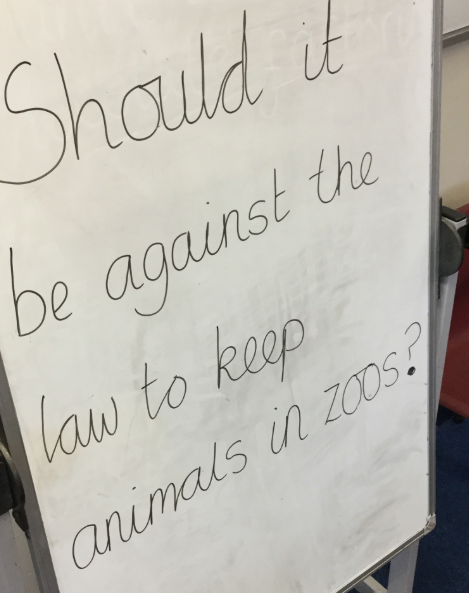 Should it
be against the
law to keep
animals in zoos?